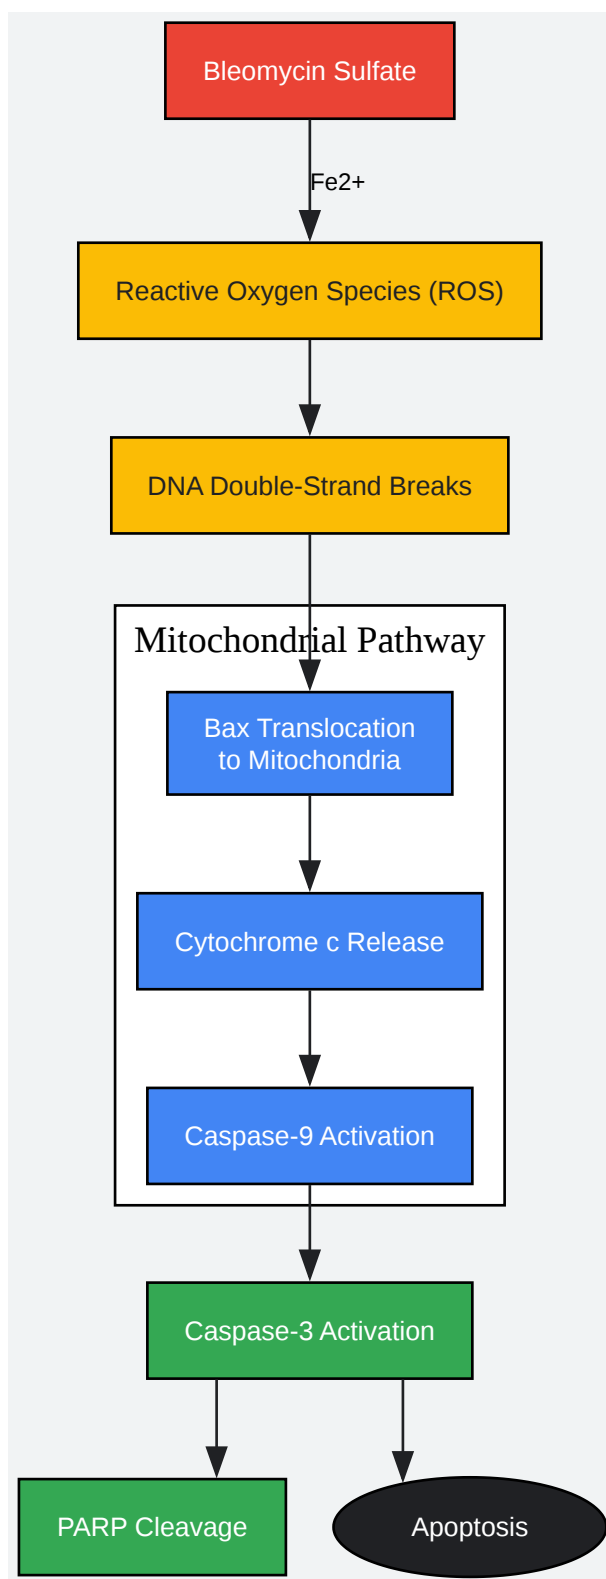 Bleomycin Sulfate
Fe2+
Reactive Oxygen Species (ROS)
DNA Double-Strand Breaks
Mitochondrial Pathway
Bax Translocation
to Mitochondria
Cytochrome c Release
Caspase-9 Activation
Caspase-3 Activation
PARP Cleavage
Apoptosis